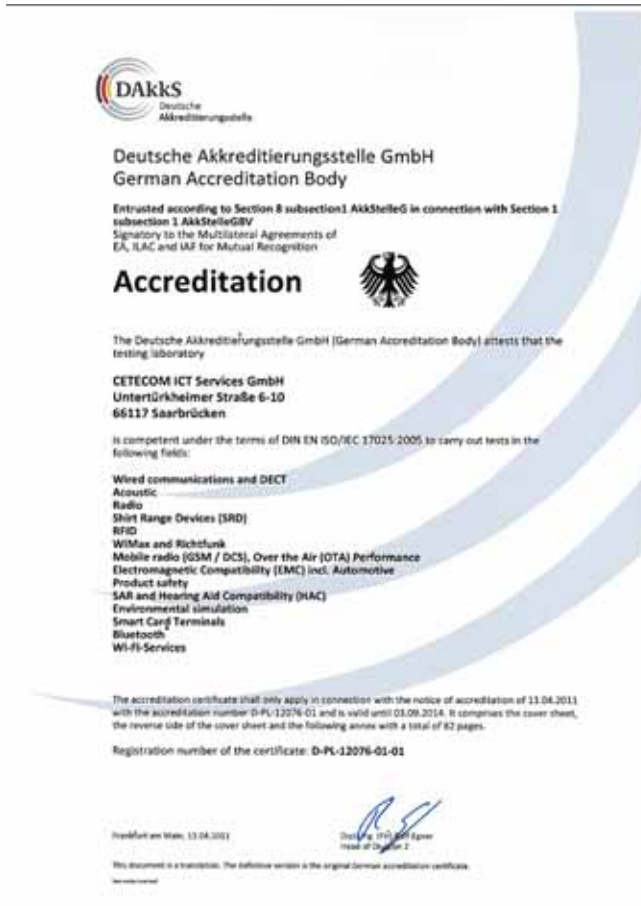 DAkkS
Deutsche
Akkreditierungsstelle
Deutsche Akkreditierungsstelle GmbH
German Accreditation Body
Entrusted according to Section 8 subsection1 AkkStelleG in connection with Section 1
subsection 1 AkkStelleGBV
Signatory to the Multilateral Agreements of
EA, ILAC and IAF for Mutual Recognition
Accreditation
The Deutsche Akkreditierungsstelle GmbH (German Accreditation Body) attests that the
testing laboratory
CETECOM ICT Services GmbH
Untertürkheimer Straße 6-10
66117 Saarbrücken
is competent under the terms of DIN EN ISO/IEC 17025:2005 to carry out tests in the
following fields:
Wired communications and DECT
Acoustic
Radio
Shirt Range Devices (SRD)
RFID
WiMax and Richtfunk
Mobile radio (GSM / DCS), Over the Air (OTA) Performance
Electromagnetic Compatibility (EMC) incl. Automotive
Product safety
SAR and Hearing Aid Compatibility (HAC)
Environmental simulation
Smart Card Terminals
Bluetooth
Wi-Fi-Services
The accreditation certificate shall only apply in connection with the notice of accreditation of 13.04.2011
with the accreditation number D-PL-12076-01 and is valid until 03.09.2014. It comprises the cover sheet,
the reverse side of the cover sheet and the following annex with a total of 82 pages.
Registration number of the certificate: D-PL-12076-01-01
Frankfurt am Main, 13.04.2011
Egner
Head of Division 2
This document is a translation. The definitive version is the original German accreditation certificate.